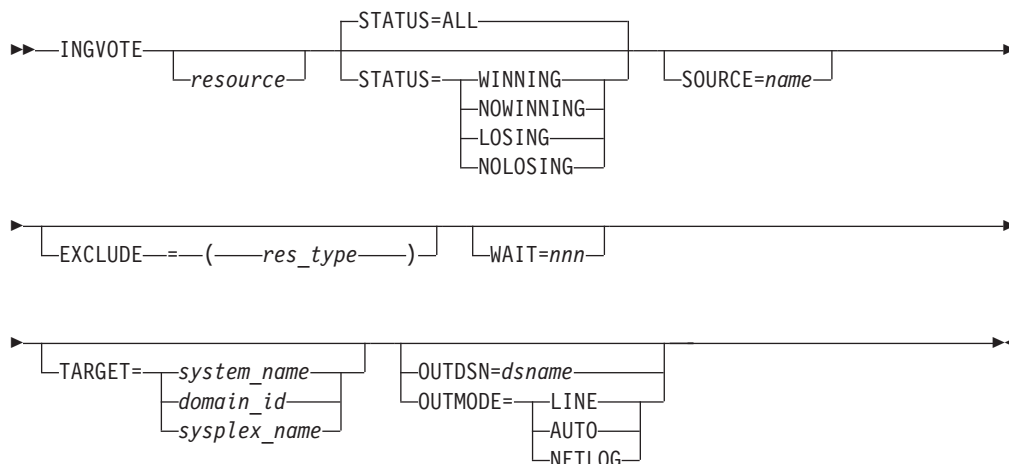 STATUS=ALL
INGVOTE
resource
STATUS=
WINNING
SOURCE=name
NOWINNING
LOSING
NOLOSING
EXCLUDE = ( res_type )
WAIT=nnn
TARGET=
system_name
OUTDSN=dsname
domain_id
OUTMODE=
LINE
sysplex_name
AUTO
NETLOG